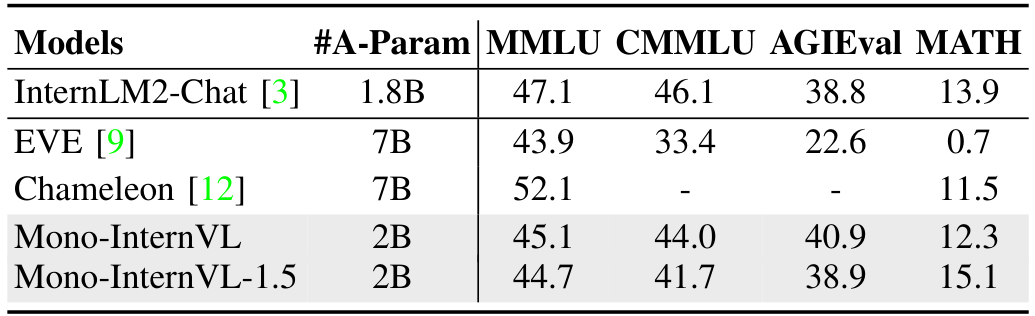 Models #A-Param MMLU CMMLU AGIEval MATH
InternLM2-Chat [3] 1.8B 47.1 46.1 38.8 13.9
EVE [9] 7B 43.9 33.4 22.6 0.7
Chameleon [12] 7B 52.1 - - 11.5
Mono-InternVL 2B 45.1 44.0 40.9 12.3
Mono-InternVL-1.5 2B 44.7 41.7 38.9 15.1